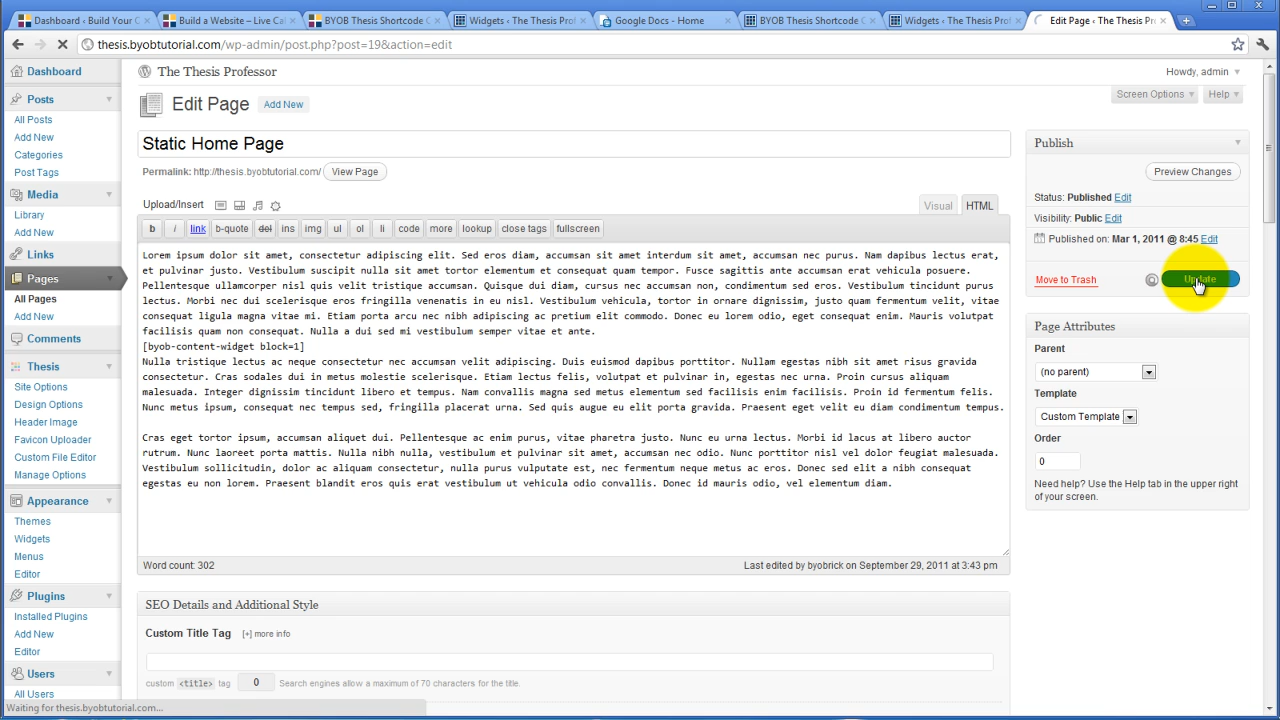 Dashboard ‹ Build Your O
Build a Website – Live Cal
BYOB Thesis Shortcode C
Widgets ‹ The Thesis Prof
Google Docs - Home
BYOB Thesis Shortcode C
Widgets ‹ The Thesis Prof
Edit Page ‹ The Thesis Pr
thesis.byobtutorial.com/wp-admin/post.php?post=19&action=edit
The Thesis Professor
Howdy, admin
Screen Options
Help
Edit Page
Add New
Static Home Page
Permalink: http://thesis.byobtutorial.com/
View Page
Upload/Insert
Visual
HTML
b
i
link
b-quote
del
ins
img
ul
ol
li
code
more
lookup
close tags
fullscreen
Lorem ipsum dolor sit amet, consectetur adipiscing elit. Sed eros diam, accumsan sit amet interdum sit amet, accumsan nec purus. Nam dapibus lectus erat,
et pulvinar justo. Vestibulum suscipit nulla sit amet tortor elementum et consequat quam tempor. Fusce sagittis ante accumsan erat vehicula posuere.
Pellentesque ullamcorper nisl quis velit tristique accumsan. Quisque dui diam, cursus nec accumsan non, condimentum id eros. Vestibulum tincidunt purus
lectus. Morbi nec dui scelerisque eros fringilla venenatis in ut nisl. Vestibulum vehicula, tortor in ornare dignissim, justo quam fermentum velit, vitae
consequat ligula magna vitae mi. Etiam porta arcu nec nibh adipiscing at pretium elit commodo. Donec eu lorem odio, eget consequat enim. Mauris volutpat
facilisis quam non consequat. Nulla a dui sed mi vestibulum semper vitae et ante.
[byob-content-widget block=1]
Nulla tristique lectus ac neque consectetur nec accumsan velit adipiscing. Duis euismod dapibus porttitor. Nullam egestas nibh sit amet risus gravida
consectetur. Cras sodales dui in metus molestie scelerisque. Etiam lectus felis, volutpat et pulvinar in, egestas nec urna. Proin cursus aliquam
malesuada. Integer dignissim tincidunt libero et tempus. Nam convallis magna sed metus elementum sed facilisis enim facilisis. Proin id fermentum felis.
Nunc metus ipsum, consequat nec tempus sed, fringilla placerat urna. Sed quis augue eu elit porta gravida. Praesent eget velit eu diam condimentum tempus.
Cras eget tortor ipsum, accumsan aliquet dui. Pellentesque ac enim purus, vitae pharetra justo. Nunc eu urna lectus. Morbi id lacus at libero auctor
rutrum. Nunc laoreet porta mattis. Nulla nibh nulla, vestibulum et pulvinar sit amet, accumsan nec odio. Nunc porttitor nisl vel dolor feugiat malesuada.
Vestibulum sollicitudin, dolor ac aliquam consectetur, nulla purus vulputate est, nec fermentum neque metus ac eros. Donec sed elit a nibh consequat
egestas eu non lorem. Praesent blandit eros quis erat vestibulum ut vehicula odio convallis. Donec id mauris odio, vel elementum diam.
Word count: 302
Last edited by byobrick on September 29, 2011 at 3:43 pm
SEO Details and Additional Style
Custom Title Tag
[+] more info
custom <title> tag
0
Search engines allow a maximum of 70 characters for the title.
Publish
Preview Changes
Status: Published Edit
Visibility: Public Edit
Published on: Mar 1, 2011 @ 8:45 Edit
Move to Trash
Update
Page Attributes
Parent
(no parent)
Template
Custom Template
Order
0
Need help? Use the Help tab in the upper right
of your screen.
Dashboard
Posts
All Posts
Add New
Categories
Post Tags
Media
Library
Add New
Links
Pages
All Pages
Add New
Comments
Thesis
Site Options
Design Options
Header Image
Favicon Uploader
Custom File Editor
Manage Options
Appearance
Themes
Widgets
Menus
Editor
Plugins
Installed Plugins
Add New
Editor
Users
All Users
Waiting for thesis.byobtutorial.com...